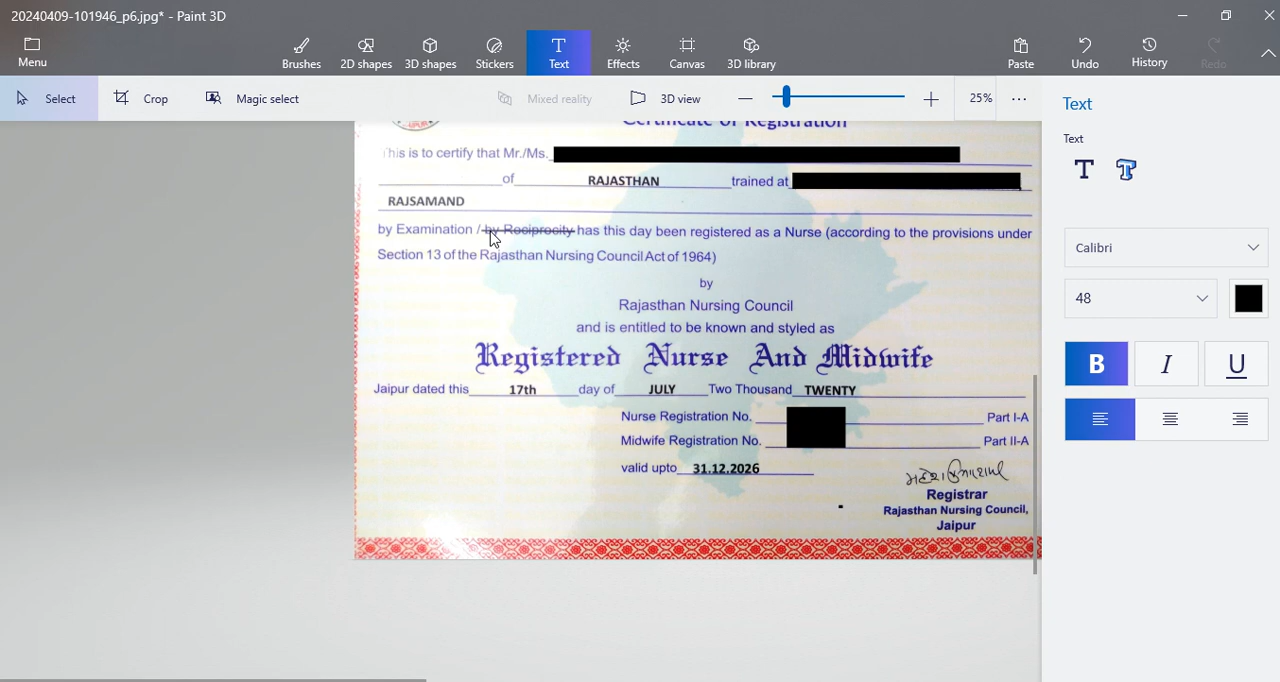 20240409-101946_p6.jpg* - Paint 3D
Menu
Brushes
2D shapes
3D shapes
Stickers
Text
Effects
Canvas
3D library
Paste
Undo
History
Redo
Select
Crop
Magic select
Mixed reality
3D view
25%
Text
Text
Calibri
48
B I U
Certificate of Registration
This is to certify that Mr./Ms.
of RAJASTHAN trained at
RAJSAMAND
by Examination / by Reciprocity has this day been registered as a Nurse (according to the provisions under
Section 13 of the Rajasthan Nursing Council Act of 1964)
by
Rajasthan Nursing Council
and is entitled to be known and styled as
Registered Nurse And Midwife
Jaipur dated this 17th day of JULY Two Thousand TWENTY
Nurse Registration No. Part I-A
Midwife Registration No. Part II-A
valid upto 31.12.2026
Registrar
Rajasthan Nursing Council,
Jaipur